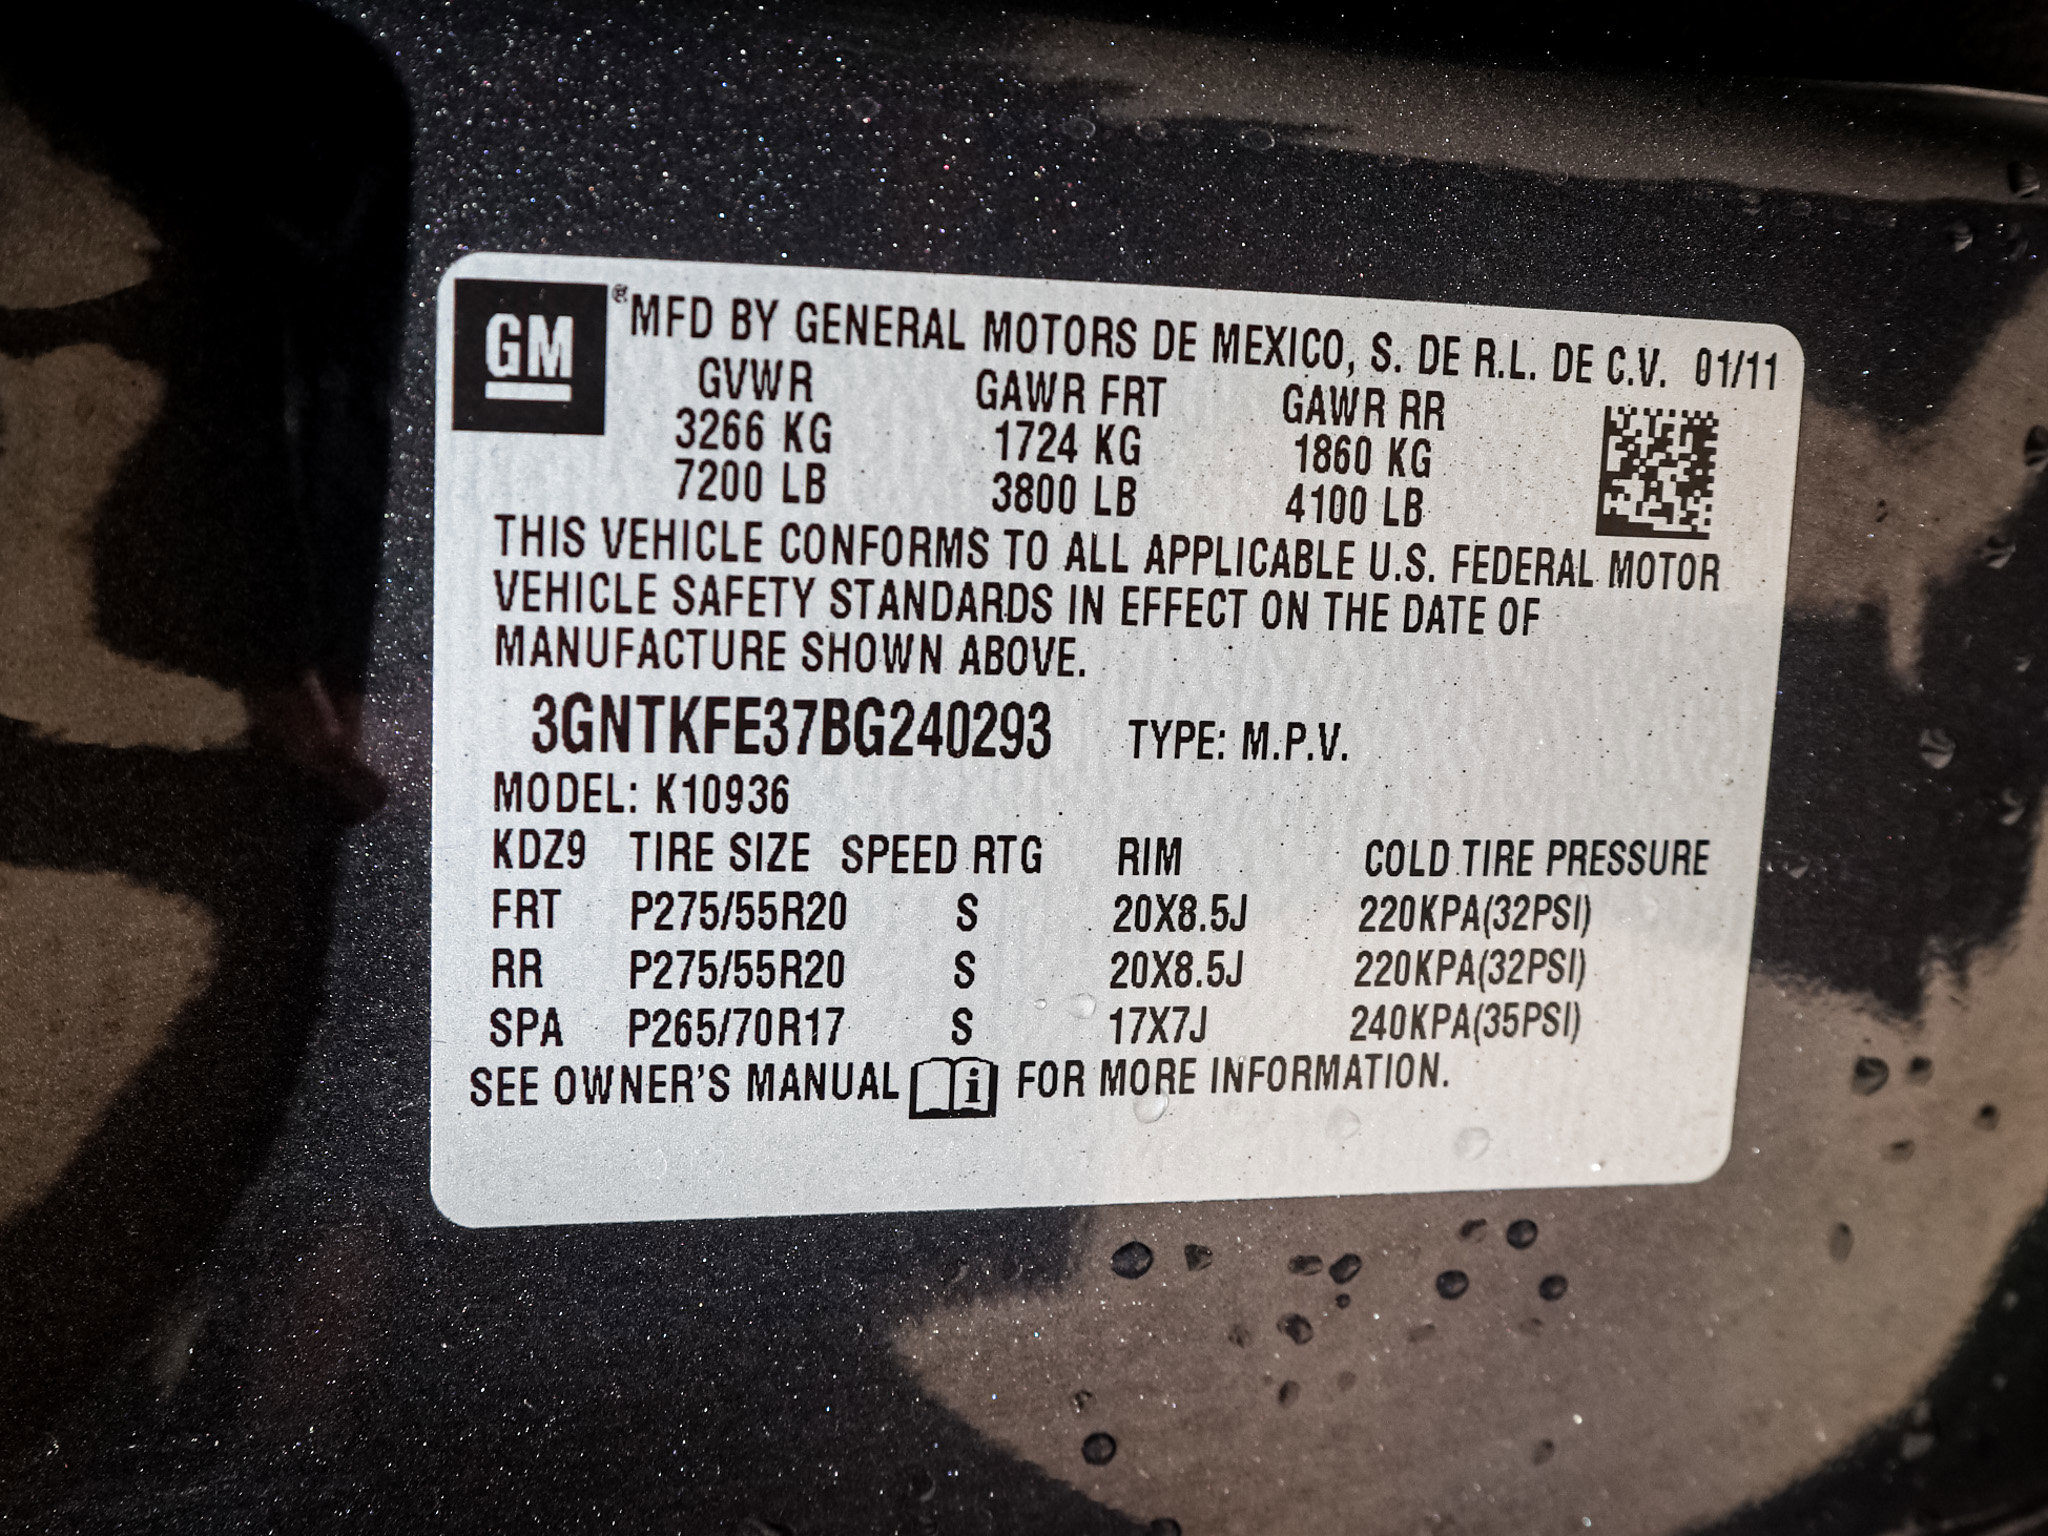 GM ® MFD BY GENERAL MOTORS DE MEXICO, S. DE R.L. DE C.V. 01/11
GVWR GAWR FRT GAWR RR
3266 KG 1724 KG 1860 KG
7200 LB 3800 LB 4100 LB
THIS VEHICLE CONFORMS TO ALL APPLICABLE U.S. FEDERAL MOTOR
VEHICLE SAFETY STANDARDS IN EFFECT ON THE DATE OF
MANUFACTURE SHOWN ABOVE.
3GNTKFE37BG240293 TYPE: M.P.V.
MODEL: K10936
KDZ9 TIRE SIZE SPEED RTG RIM COLD TIRE PRESSURE
FRT P275/55R20 S 20X8.5J 220KPA(32PSI)
RR P275/55R20 S 20X8.5J 220KPA(32PSI)
SPA P265/70R17 S 17X7J 240KPA(35PSI)
SEE OWNER'S MANUAL i FOR MORE INFORMATION.